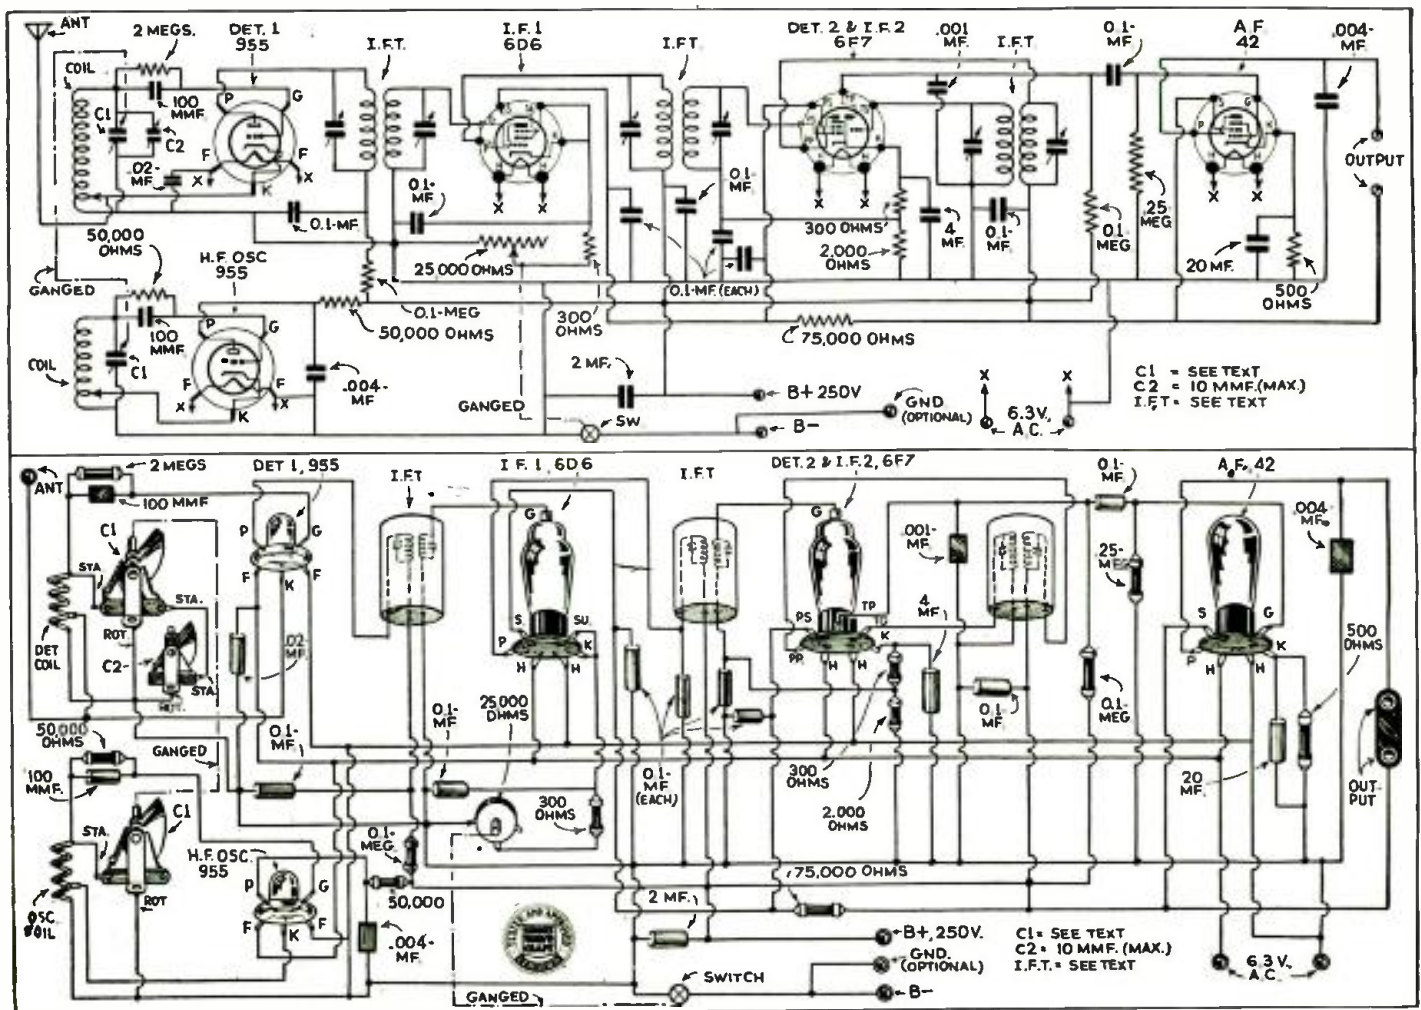 ANT
2 MEGS.
DET. 1
955
I.F.T.
I.F.1
6D6
I.F.T
DET. 2 & I.F. 2
6F7
.001
MF.
I.F.T
0.1-
MF
A.F.
42
.004-
MF.
COIL
C1
100
MMF.
C2
P
G
F
F
.02-
MF.
X
K
X
0.1-MF.
0.1-
MF.
X
X
0.1-
MF.
X
X
300 OHMS
2,000
OHMS
4
MF.
0.1-
MF.
0.1
MEG
.25
MEG
P
S
G
K
H
H
X
X
20 MF.
500
OHMS
OUTPUT
50,000
OHMS
GANGED
H.F. OSC
955
25,000 OHMS
0.1-MF.(EACH)
0.1-MEG
50,000 OHMS
300
OHMS
75,000 OHMS
COIL
100
MMF.
C1
P
G
F
F
X
K
X
.004-
MF
2 MF.
GANGED
SW.
B+ 250V
B-
GND.
(OPTIONAL)
X
X
6.3 V.,
A.C.
C1 = SEE TEXT
C2 = 10 MMF.(MAX.)
I.F.T = SEE TEXT
ANT
2 MEGS
100 MMF
DET 1, 955
I.F.T
I F. 1, 6D6
I.F.T
DET. 2 & I.F. 2, 6F7
0.1-
MF.
A.F. 42
.004-
MF.
C1
STA.
STA.
ROT
C2-
STA.
ROT.
DET
COIL
P
G
F
K
F
.02-
MF.
G
S.
SU.
P
K
H
H
G
PS
TP
TG
K
PP.
H
H
.001-
MF.
4
MF.
.25-
MEG
S
G
P
K
H
H
500
OHMS
50,000
OHMS
GANGED
0.1-
MF.
0.1-
MF
25,000
OHMS
0.1-
MF
(EACH)
300
OHMS
2,000
OHMS
0.1
MF.
0.1-
MEG
20
MF.
OUT-
PUT
100
MMF.
STA.
C1
ROT
OSC.
COIL
H.F. OSC.
955
P
G
F
K
F
0.1-
MEG
300
OHMS
50,000
.004-
MF.
2 MF.
75,000 OHMS
B+, 250V.
GND.
(OPTIONAL)
B-
SWITCH
GANGED
C1= SEE TEXT
C2= 10 MMF. (MAX.)
I.F.T.= SEE TEXT
6.3 V.,
A.C.